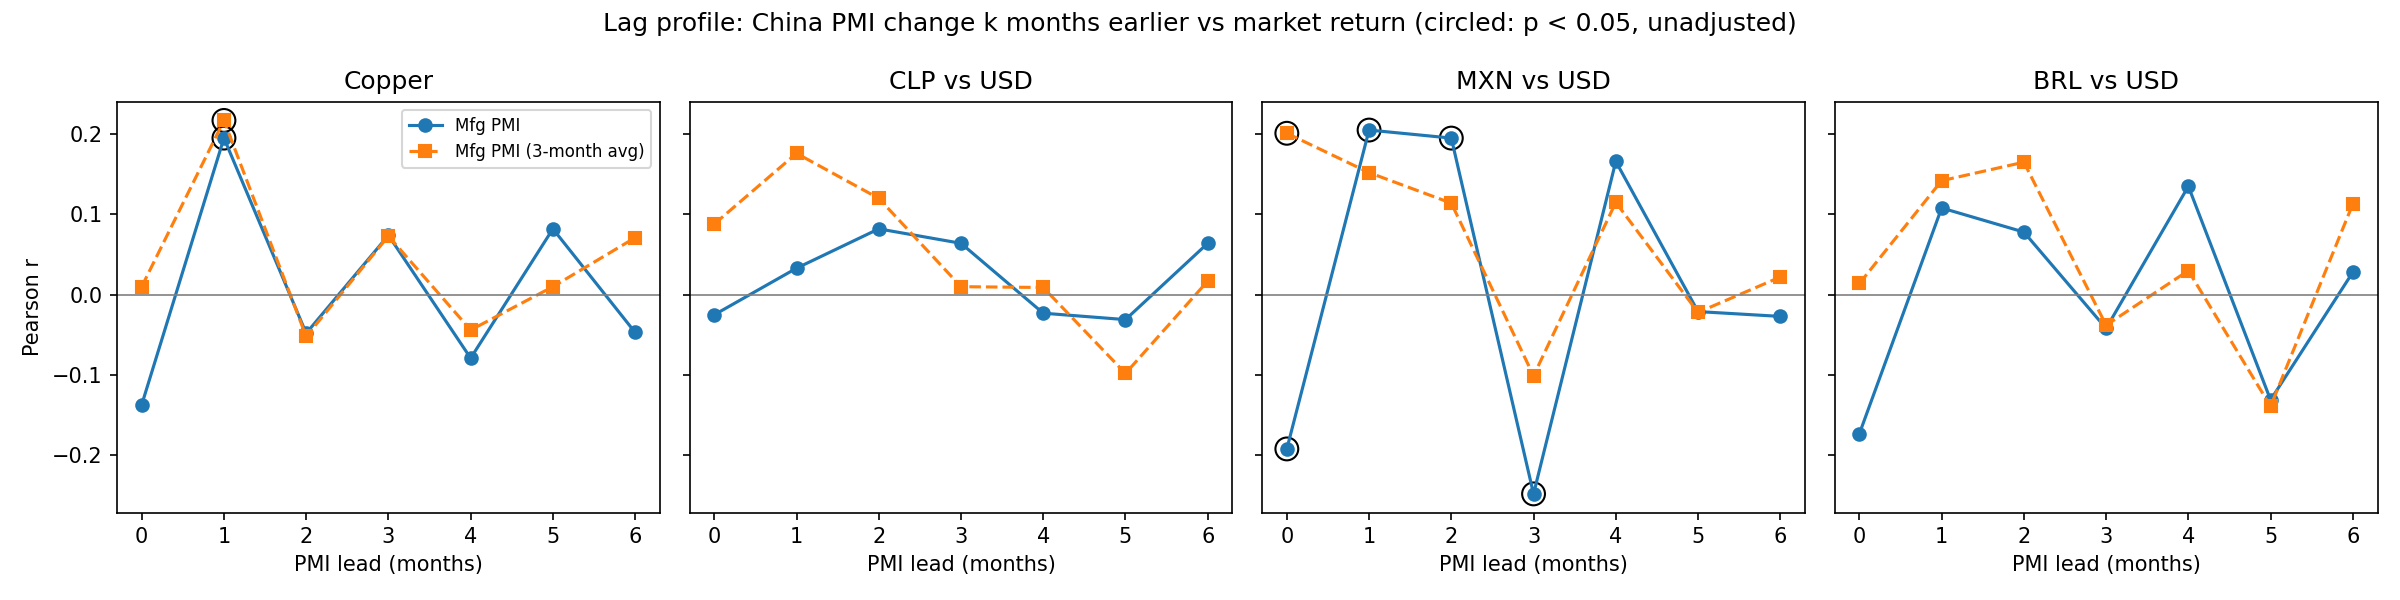 Lag profile: China PMI change k months earlier vs market return (circled: p < 0.05, unadjusted)
Copper
CLP vs USD
MXN vs USD
BRL vs USD
Mfg PMI
Mfg PMI (3-month avg)
Pearson r
0.2
0.1
0.0
−0.1
−0.2
0 1 2 3 4 5 6
0 1 2 3 4 5 6
0 1 2 3 4 5 6
0 1 2 3 4 5 6
PMI lead (months)
PMI lead (months)
PMI lead (months)
PMI lead (months)